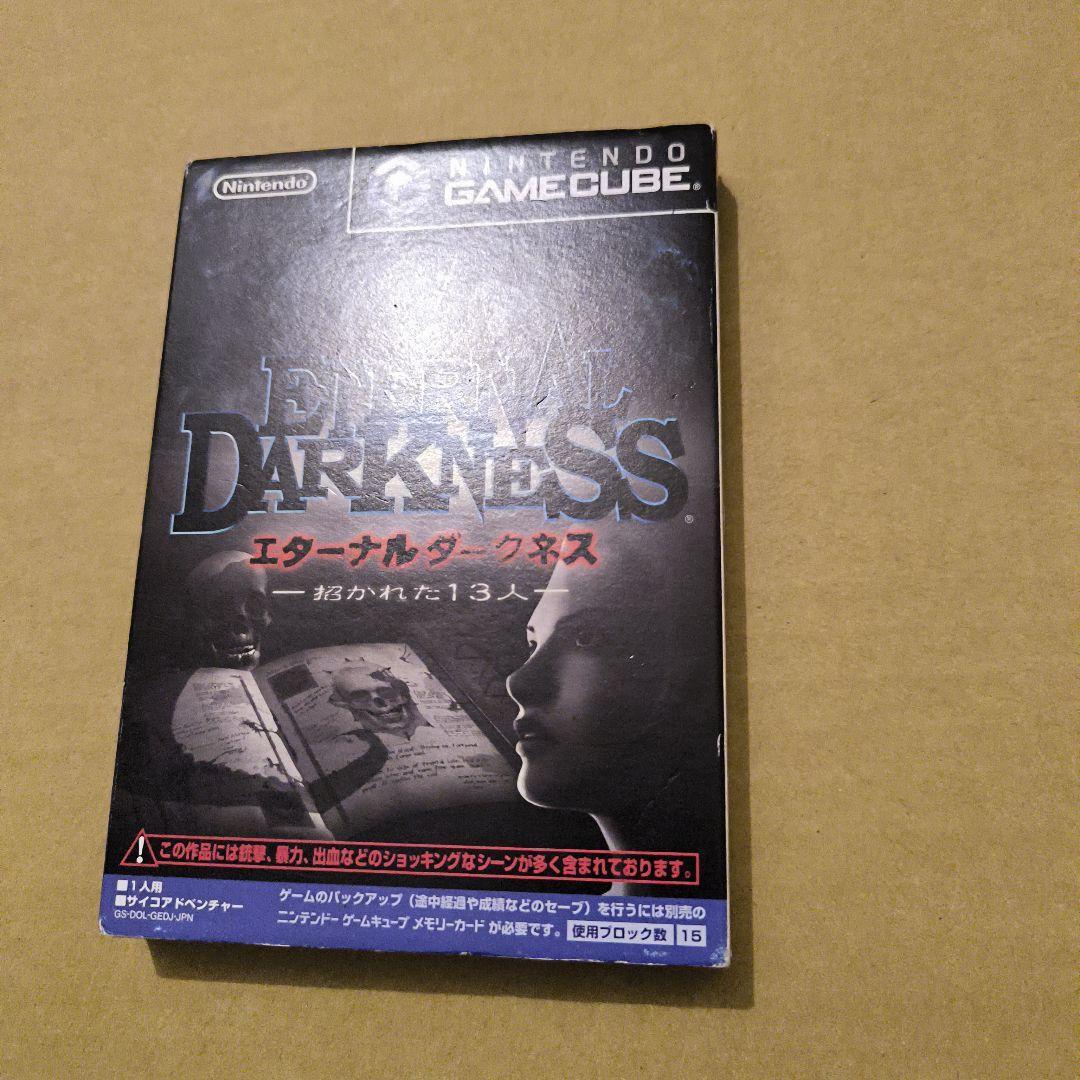 Nintendo
NINTENDO
GAMECUBE®
ETERNAL
DARKNESS®
エターナルダークネス
ー招かれた13人ー
この作品には銃撃、暴力、出血などのショッキングなシーンが多く含まれております。
■1人用
■サイコアドベンチャー
GS-DOL-GEDJ-JPN
ゲームのバックアップ（途中経過や成績などのセーブ）を行うには別売の
ニンテンドーゲームキューブ メモリーカード が必要です。 使用ブロック数 15